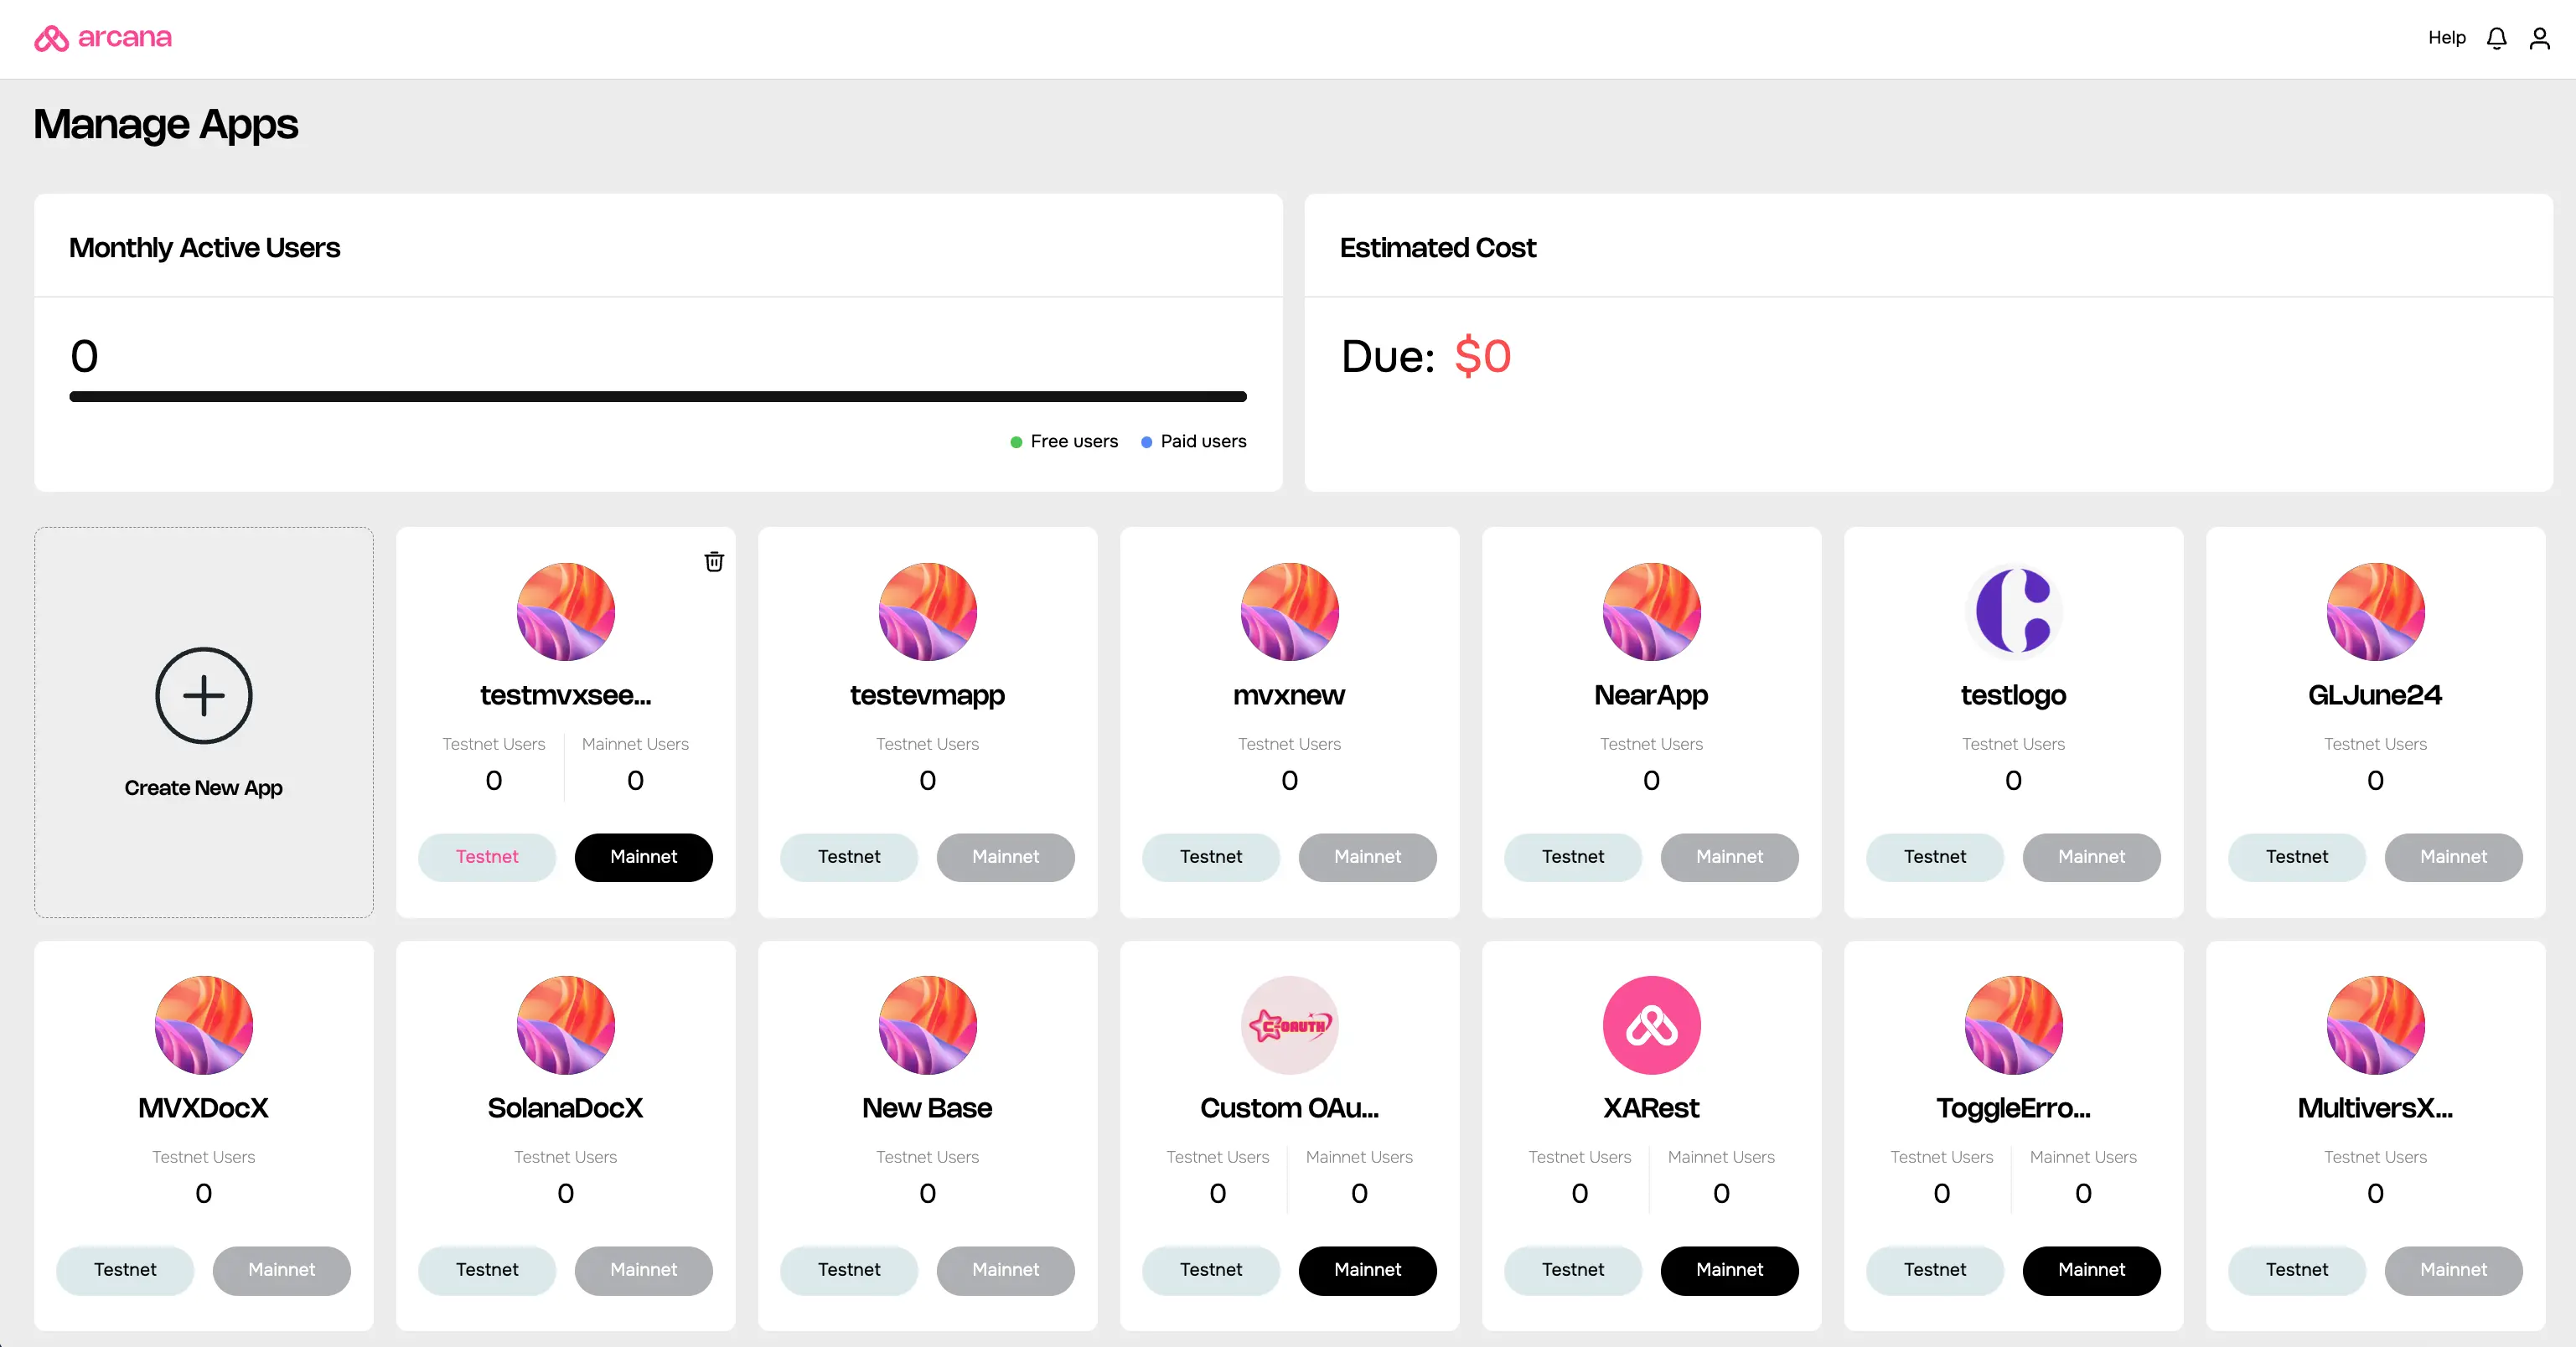 arcana
Help
Manage Apps
Monthly Active Users
0
Free users
Paid users
Estimated Cost
Due: $0
Create New App
testmvxsee...
Testnet Users
0
Mainnet Users
0
Testnet
Mainnet
testevmapp
Testnet Users
0
Testnet
Mainnet
mvxnew
Testnet Users
0
Testnet
Mainnet
NearApp
Testnet Users
0
Testnet
Mainnet
testlogo
Testnet Users
0
Testnet
Mainnet
GLJune24
Testnet Users
0
Testnet
Mainnet
MVXDocX
Testnet Users
0
Testnet
Mainnet
SolanaDocX
Testnet Users
0
Testnet
Mainnet
New Base
Testnet Users
0
Testnet
Mainnet
C-OAUTH
Custom OAu...
Testnet Users
0
Mainnet Users
0
Testnet
Mainnet
XARest
Testnet Users
0
Mainnet Users
0
Testnet
Mainnet
ToggleErro...
Testnet Users
0
Mainnet Users
0
Testnet
Mainnet
MultiversX...
Testnet Users
0
Testnet
Mainnet